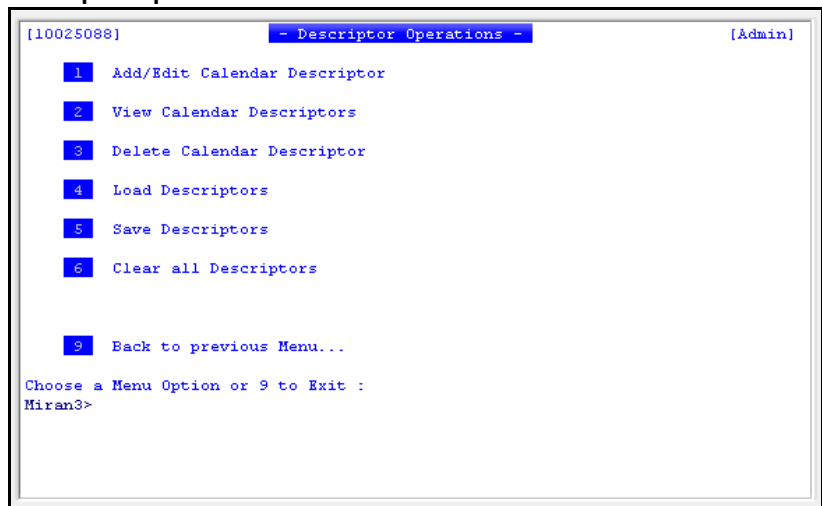 [10025088] - Descriptor Operations - [Admin]
1 Add/Edit Calendar Descriptor
2 View Calendar Descriptors
3 Delete Calendar Descriptor
4 Load Descriptors
5 Save Descriptors
6 Clear all Descriptors
9 Back to previous Menu...
Choose a Menu Option or 9 to Exit :
Miran3>